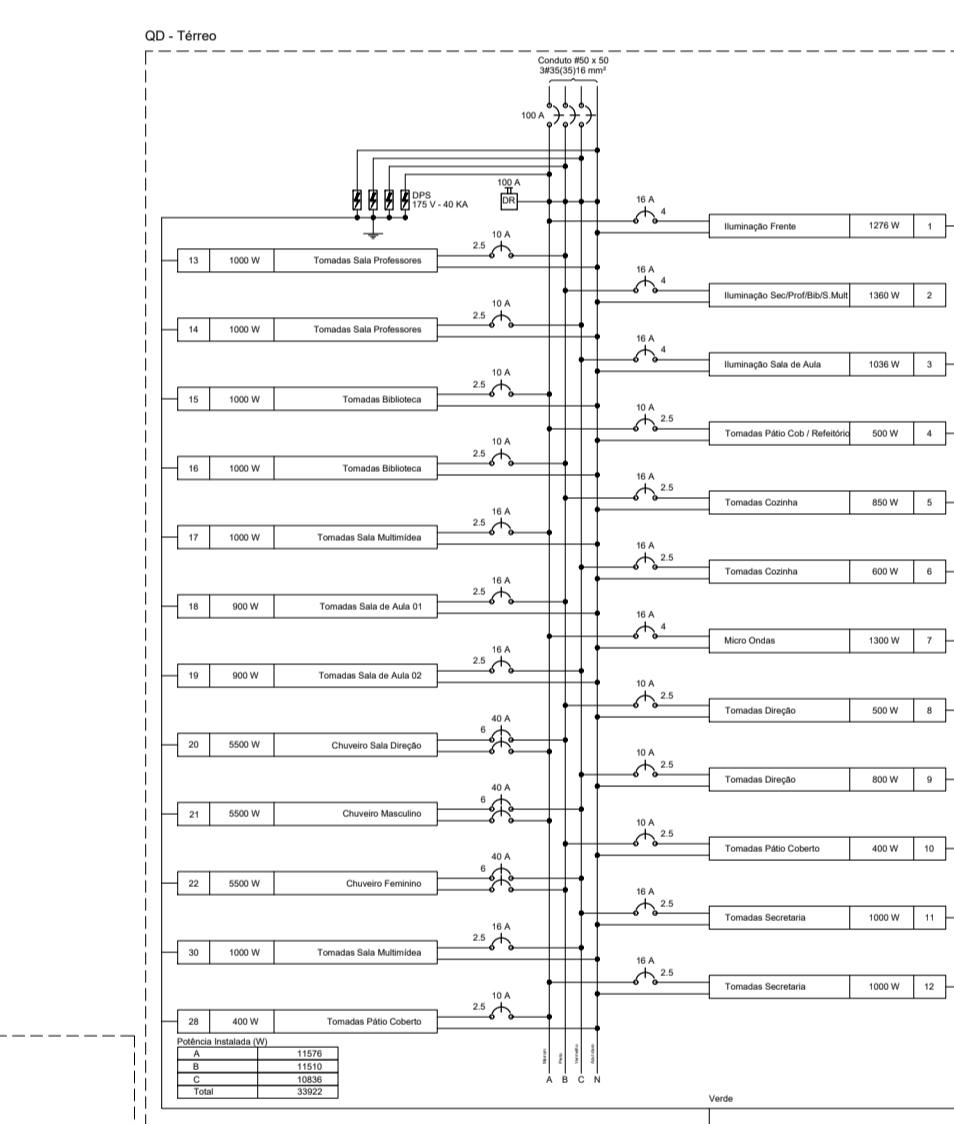 QD - Térreo
Conduto #50 x 50
3#35(35)16 mm²
100 A
DPS
175 V - 40 KA
100 A
DR
16 A
4
Iluminação Frente 1276 W 1
10 A
2.5
13 1000 W Tomadas Sala Professores
16 A
4
Iluminação Sec/Prof/Bib/S.Mult 1360 W 2
10 A
2.5
14 1000 W Tomadas Sala Professores
16 A
4
Iluminação Sala de Aula 1036 W 3
10 A
2.5
15 1000 W Tomadas Biblioteca
10 A
2.5
Tomadas Pátio Cob / Refeitório 500 W 4
10 A
2.5
16 1000 W Tomadas Biblioteca
16 A
2.5
Tomadas Cozinha 850 W 5
16 A
2.5
17 1000 W Tomadas Sala Multimídea
16 A
2.5
Tomadas Cozinha 600 W 6
16 A
2.5
18 900 W Tomadas Sala de Aula 01
16 A
4
Micro Ondas 1300 W 7
16 A
2.5
19 900 W Tomadas Sala de Aula 02
10 A
2.5
Tomadas Direção 500 W 8
40 A
6
20 5500 W Chuveiro Sala Direção
10 A
2.5
Tomadas Direção 800 W 9
40 A
6
21 5500 W Chuveiro Masculino
10 A
2.5
Tomadas Pátio Coberto 400 W 10
40 A
6
22 5500 W Chuveiro Feminino
16 A
2.5
Tomadas Secretaria 1000 W 11
16 A
2.5
30 1000 W Tomadas Sala Multimídea
16 A
2.5
Tomadas Secretaria 1000 W 12
10 A
2.5
28 400 W Tomadas Pátio Coberto
Potência Instalada (W)
A 11576
B 11510
C 10836
Total 33922
Preto
Vermelho
A B C N
Verde